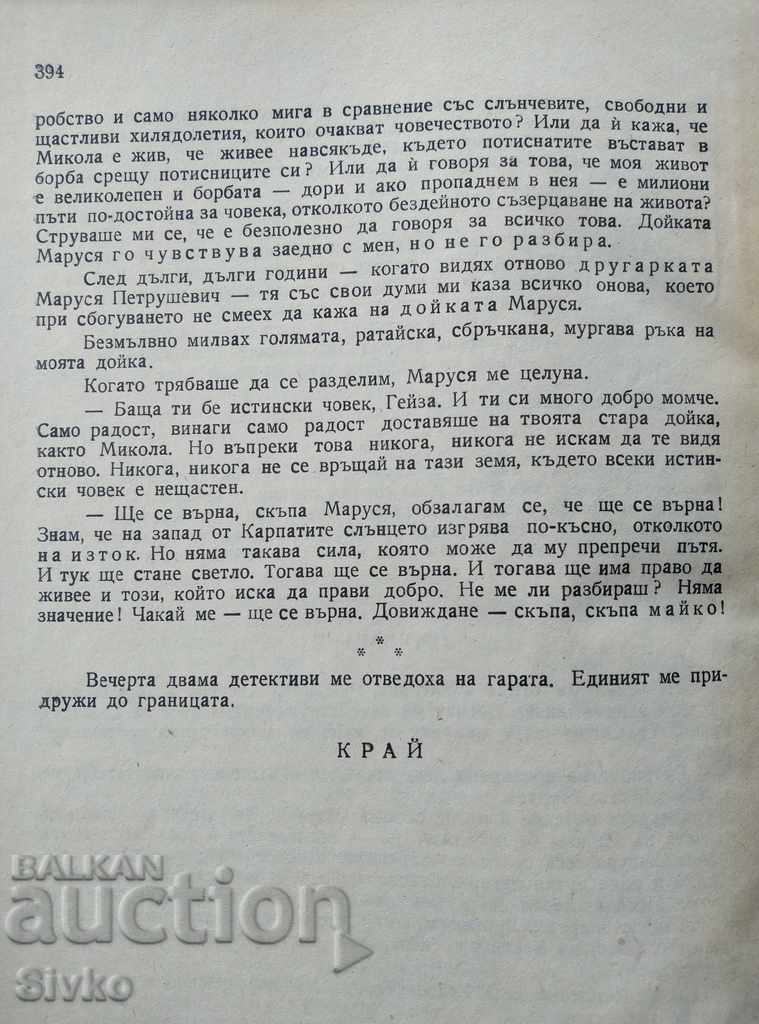 394
робство и само няколко мига в сравнение със слънчевите, свободни и
щастливи хилядолетия, които очакват човечеството? Или да ѝ кажа, че
Микола е жив, че живее навсякъде, където потиснатите въстават в
борба срещу потисниците си? Или да ѝ говоря за това, че моя живот
е великолепен и борбата — дори и ако пропаднем в нея — е милиони
пъти по-достойна за човека, отколкото бездейното съзерцаване на живота?
Струваше ми се, че е безполезно да говоря за всичко това. Дойката
Маруся го чувствува заедно с мен, но не го разбира.
След дълги, дълги години — когато видях отново другарката
Маруся Петрушевич — тя със свои думи ми каза всичко онова, което
при сбогуването не смеех да кажа на дойката Маруся.
Безмълвно милвах голямата, ратайска, сбръчкана, мургава ръка на
моята дойка.
Когато трябваше да се разделим, Маруся ме целуна.
— Баща ти бе истински човек, Гейза. И ти си много добро момче.
Само радост, винаги само радост доставяше на твоята стара дойка,
както Микола. Но въпреки това никога, никога не искам да те видя
отново. Никога, никога не се връщай на тази земя, където всеки истин-
ски човек е нещастен.
— Ще се върна, скъпа Маруся, обзалагам се, че ще се върна!
Знам, че на запад от Карпатите слънцето изгрява по-късно, отколкото
на изток. Но няма такава сила, която може да му препречи пътя.
И тук ще стане светло. Тогава ще се върна. И тогава ще има право да
живее и този, който иска да прави добро. Не ме ли разбираш? Няма
значение! Чакай ме — ще се върна. Довиждане — скъпа, скъпа майко!
* * *
Вечерта двама детективи ме отведоха на гарата. Единият ме при-
дружи до границата.
КРАЙ
BALKAN
auction
Sivko